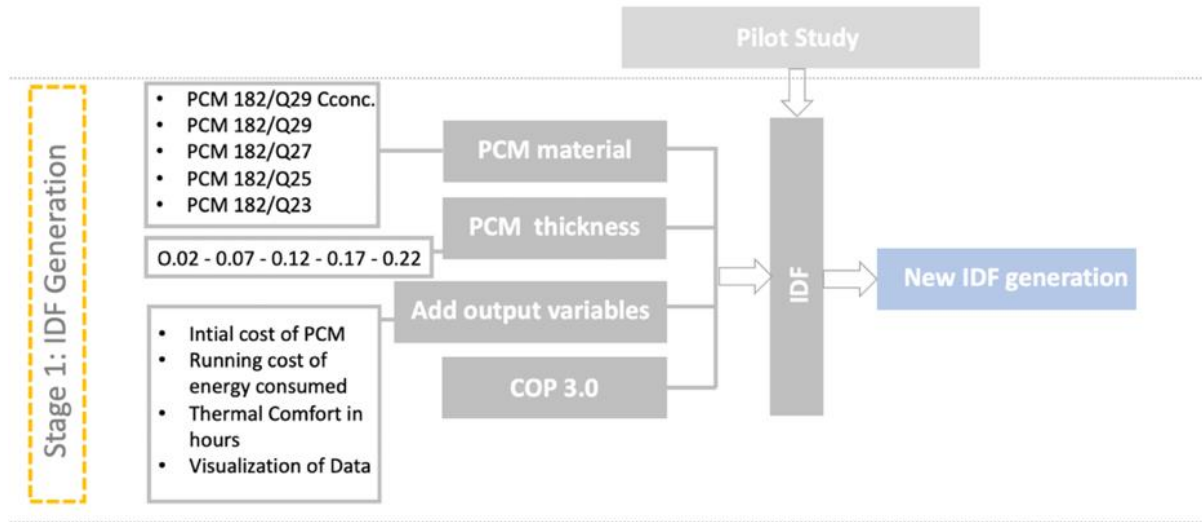 Pilot Study
Stage 1: IDF Generation
• PCM 182/Q29 Cconc.
• PCM 182/Q29
• PCM 182/Q27
• PCM 182/Q25
• PCM 182/Q23
PCM material
PCM thickness
O.02 - 0.07 - 0.12 - 0.17 - 0.22
Add output variables
• Intial cost of PCM
• Running cost of
energy consumed
• Thermal Comfort in
hours
• Visualization of Data
COP 3.0
IDF
New IDF generation